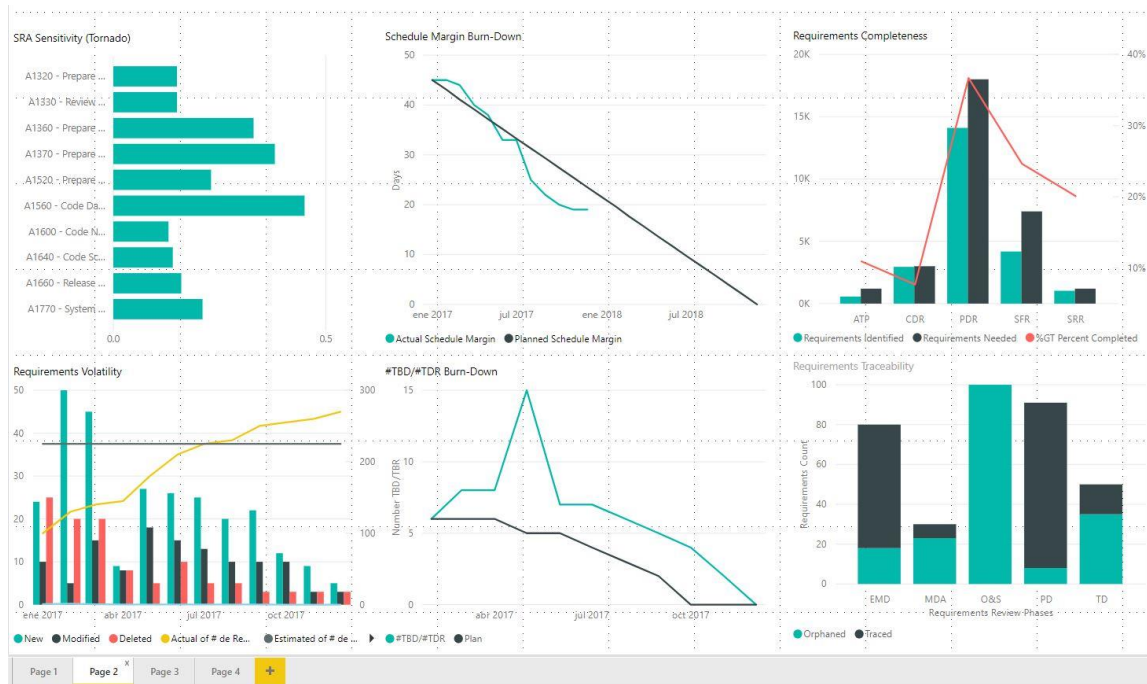 SRA Sensitivity (Tornado)
A1320 - Prepare ...
A1330 - Review ...
A1360 - Prepare ...
A1370 - Prepare ...
A1520 - Prepare ...
A1560 - Code Da...
A1600 - Code N...
A1640 - Code Sc...
A1660 - Release ...
A1770 - System ...
0.0 0.5
Schedule Margin Burn-Down
50
40
30
20
10
0
Days
ene 2017 jul 2017 ene 2018 jul 2018
Actual Schedule Margin Planned Schedule Margin
Requirements Completeness
20K 40%
15K 30%
10K 20%
5K 10%
0K
ATP CDR PDR SFR SRR
Requirements Identified Requirements Needed %GT Percent Completed
Requirements Volatility
50 300
40
30 200
20
10 100
0 0
ene 2017 abr 2017 jul 2017 oct 2017
New Modified Deleted Actual of # de Re... Estimated of # de ...
#TBD/#TDR Burn-Down
15
10
5
0
Number TBD/TBR
abr 2017 jul 2017 oct 2017
#TBD/#TDR Plan
Requirements Traceability
100
80
60
40
20
0
Requirements Count
EMD MDA O&S PD TD
Requirements Review Phases
Orphaned Traced
Page 1 Page 2 x Page 3 Page 4 +